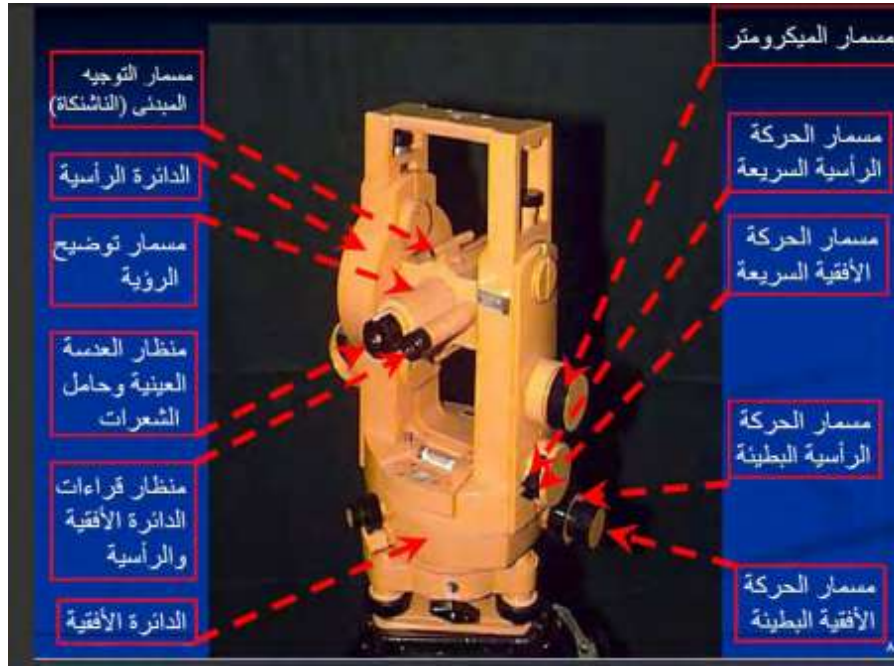 مسمار الميكرومتر
مسمار الحركة
الرأسية السريعة
مسمار الحركة
الأفقية السريعة
مسمار الحركة
الرأسية البطيئة
مسمار الحركة
الأفقية البطيئة
مسمار التوجيه
المبدئى (الناشنكاة)
الدائرة الرأسية
مسمار توضيح
الرؤية
منظار العدسة
العينية وحامل
الشعرات
منظار قراءات
الدائرة الأفقية
والرأسية
الدائرة الأفقية